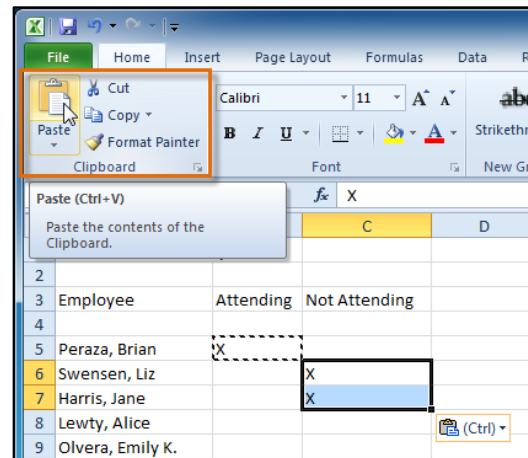 File Home Insert Page Layout Formulas Data
Cut
Copy
Paste
Format Painter
Clipboard
Calibri 11 A A
B I U A
Font
abc
Strikethr
New G
Paste (Ctrl+V)
Paste the contents of the
Clipboard.
fx X
C D
2
3 Employee Attending Not Attending
4
5 Peraza, Brian X
6 Swensen, Liz X
7 Harris, Jane X
8 Lewty, Alice
(Ctrl)
9 Olvera, Emily K.